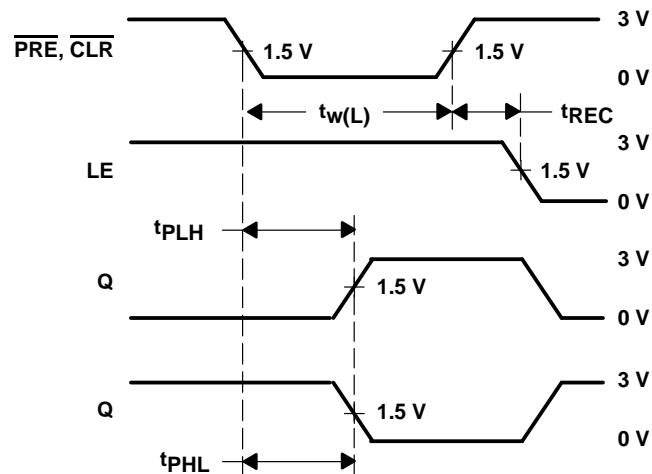 3 V
PRE, CLR
1.5 V
1.5 V
0 V
tw(L)
tREC
3 V
LE
1.5 V
0 V
tPLH
3 V
Q
1.5 V
0 V
3 V
Q
1.5 V
0 V
tPHL